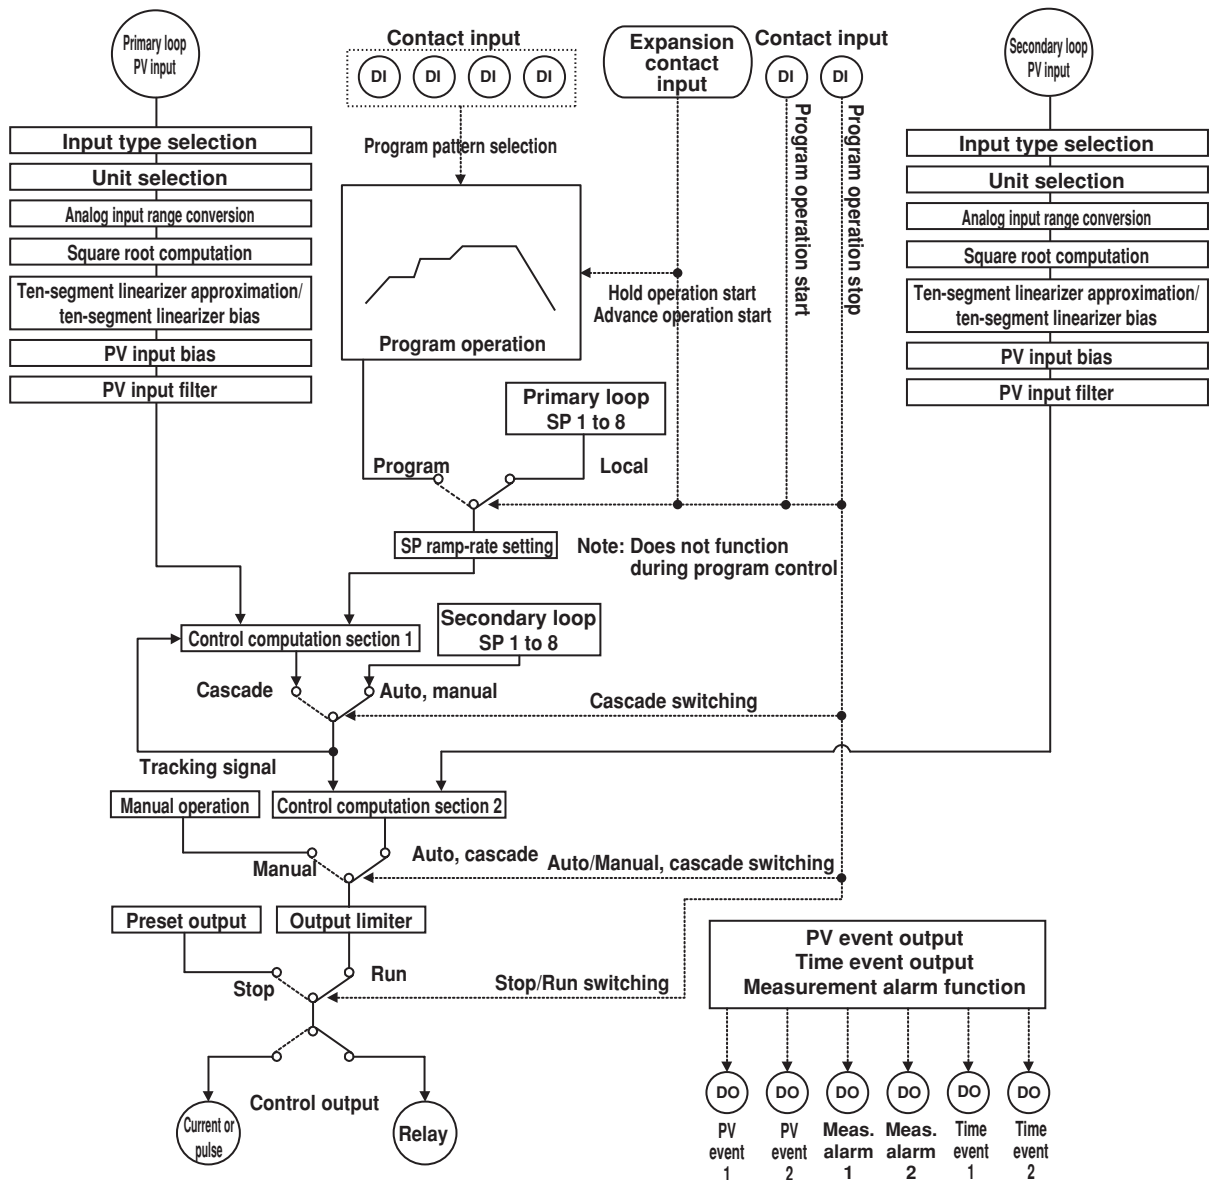 Primary loop
PV input
Contact input
DI DI DI DI
Expansion
contact
input
Contact input
DI DI
Secondary loop
PV input
Program pattern selection
Program operation start
Program operation stop
Input type selection
Unit selection
Analog input range conversion
Square root computation
Ten-segment linearizer approximation/
ten-segment linearizer bias
PV input bias
PV input filter
Input type selection
Unit selection
Analog input range conversion
Square root computation
Ten-segment linearizer approximation/
ten-segment linearizer bias
PV input bias
PV input filter
Hold operation start
Advance operation start
Program operation
Primary loop
SP 1 to 8
Program
Local
SP ramp-rate setting
Note: Does not function
during program control
Control computation section 1
Secondary loop
SP 1 to 8
Cascade
Auto, manual
Cascade switching
Tracking signal
Manual operation
Control computation section 2
Manual
Auto, cascade
Auto/Manual, cascade switching
Preset output
Output limiter
Stop
Run
Stop/Run switching
Control output
Current or
pulse
Relay
PV event output
Time event output
Measurement alarm function
DO DO DO DO DO DO
PV
event
1
PV
event
2
Meas.
alarm
1
Meas.
alarm
2
Time
event
1
Time
event
2